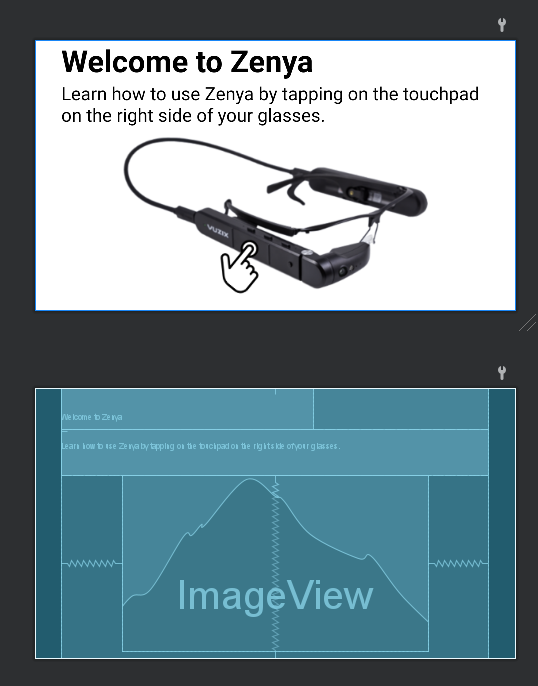 Welcome to Zenya
Learn how to use Zenya by tapping on the touchpad
on the right side of your glasses.
VUZIX
Welcome to Zenya
Learn how to use Zenya by tapping on the touchpad on the right side of your glasses.
ImageView